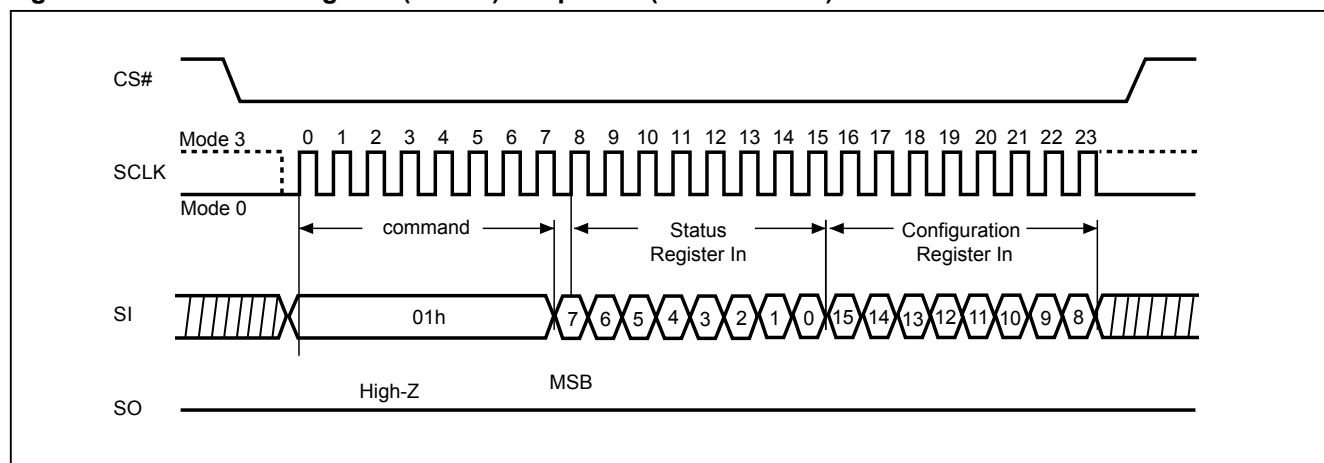 CS#
Mode 3
0 1 2 3 4 5 6 7 8 9 10 11 12 13 14 15 16 17 18 19 20 21 22 23
SCLK
Mode 0
command
Status
Register In
Configuration
Register In
SI
01h
7 6 5 4 3 2 1 0 15 14 13 12 11 10 9 8
High-Z
MSB
SO